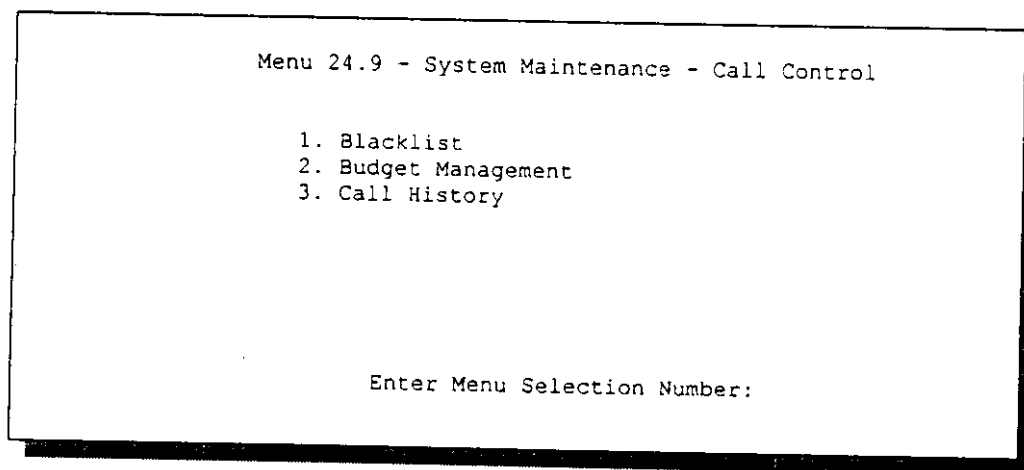 Menu 24.9 - System Maintenance - Call Control
1. Blacklist
2. Budget Management
3. Call History
Enter Menu Selection Number: